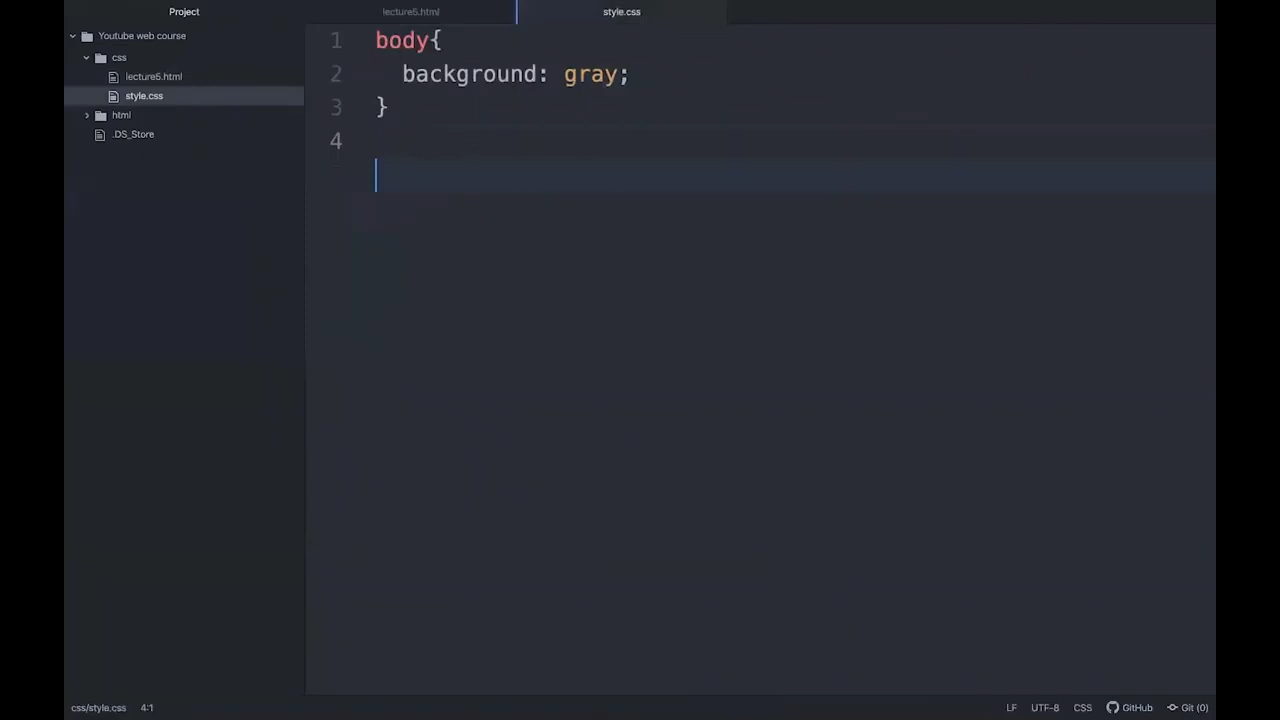 Project
lecture5.html
style.css
Youtube web course
css
lecture5.html
style.css
html
.DS_Store
1 body{
2 background: gray;
3 }
4
css/style.css 4:1
LF UTF-8 CSS GitHub Git (0)